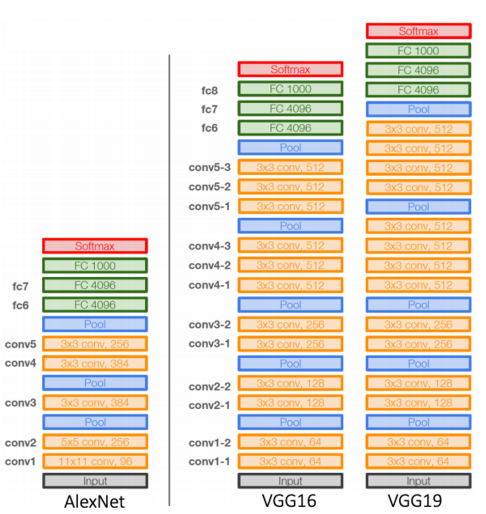 Softmax
FC 1000
fc7 FC 4096
fc6 FC 4096
Pool
conv5 3x3 conv, 256
conv4 3x3 conv, 384
Pool
conv3 3x3 conv, 384
Pool
conv2 5x5 conv, 256
conv1 11x11 conv, 96
Input
AlexNet
Softmax
fc8 FC 1000
fc7 FC 4096
fc6 FC 4096
Pool
conv5-3 3x3 conv, 512
conv5-2 3x3 conv, 512
conv5-1 3x3 conv, 512
Pool
conv4-3 3x3 conv, 512
conv4-2 3x3 conv, 512
conv4-1 3x3 conv, 512
Pool
conv3-2 3x3 conv, 256
conv3-1 3x3 conv, 256
Pool
conv2-2 3x3 conv, 128
conv2-1 3x3 conv, 128
Pool
conv1-2 3x3 conv, 64
conv1-1 3x3 conv, 64
Input
VGG16
Softmax
FC 1000
FC 4096
FC 4096
Pool
3x3 conv, 512
3x3 conv, 512
3x3 conv, 512
3x3 conv, 512
Pool
3x3 conv, 512
3x3 conv, 512
3x3 conv, 512
3x3 conv, 512
Pool
3x3 conv, 256
3x3 conv, 256
Pool
3x3 conv, 128
3x3 conv, 128
Pool
3x3 conv, 64
3x3 conv, 64
Input
VGG19